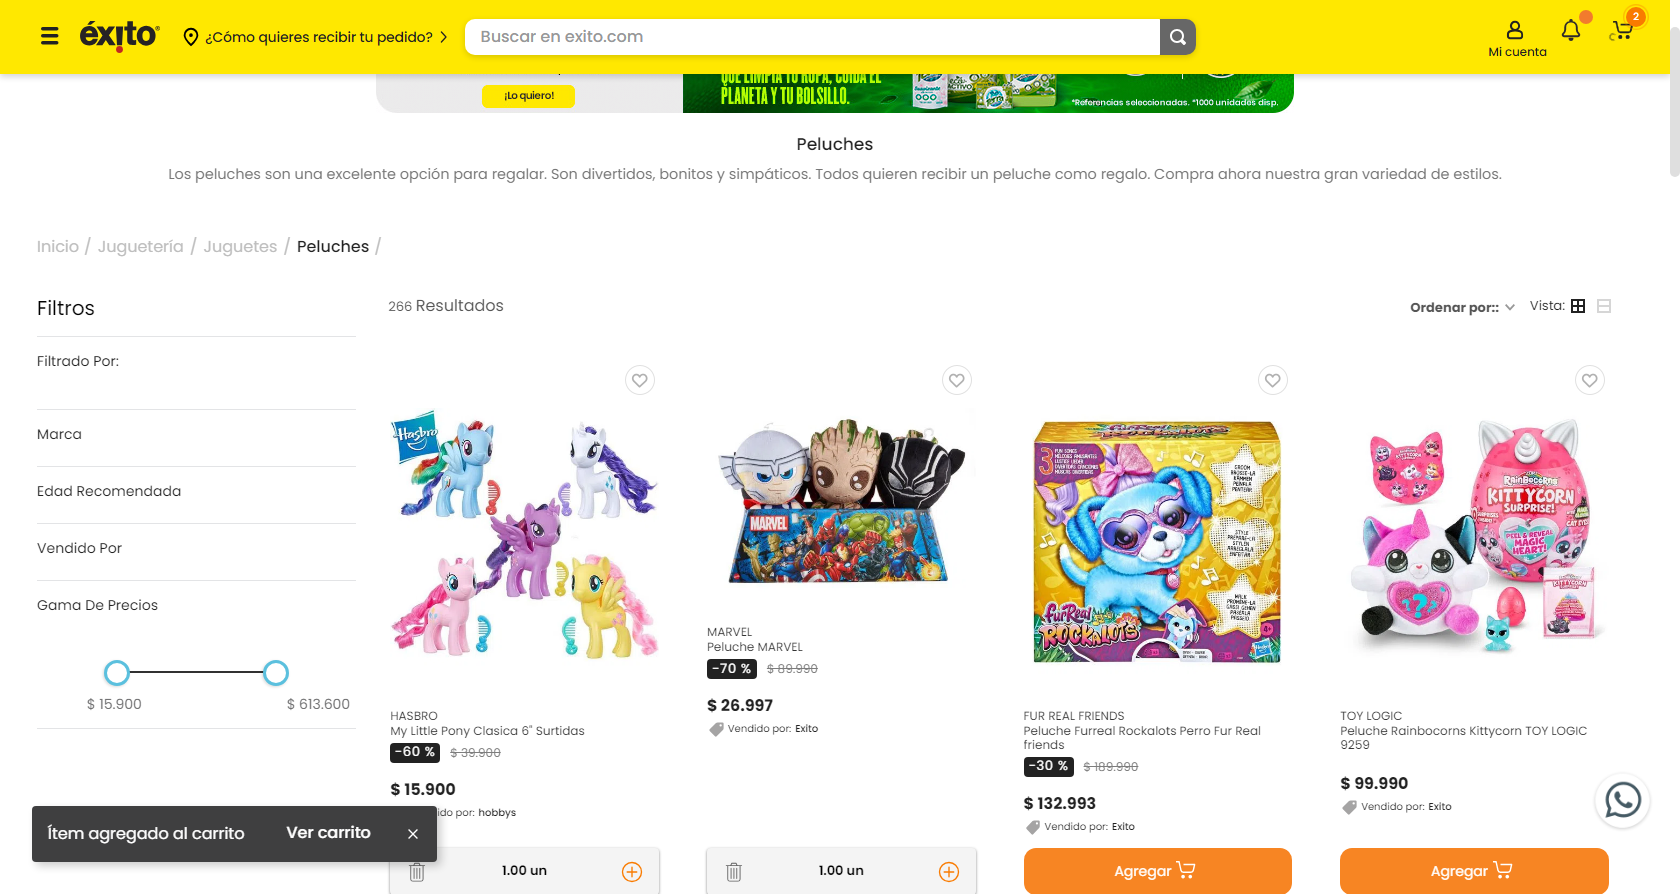 éxito
¿Cómo quieres recibir tu pedido?
Buscar en exito.com
Mi cuenta
2
¡Lo quiero!
QUE LIMPIA TU ROPA, CUIDA EL
PLANETA Y TU BOLSILLO.
*Referencias seleccionadas. *1000 unidades disp.
Peluches
Los peluches son una excelente opción para regalar. Son divertidos, bonitos y simpáticos. Todos quieren recibir un peluche como regalo. Compra ahora nuestra gran variedad de estilos.
Inicio / Juguetería / Juguetes / Peluches /
Filtros
266 Resultados
Ordenar por::
Vista:
Filtrado Por:
Marca
Edad Recomendada
Vendido Por
Gama De Precios
$ 15.900
$ 613.600
Hasbro
HASBRO
My Little Pony Clasica 6" Surtidas
-60 %
$ 39.900
$ 15.900
ido por: hobbys
1.00 un
MARVEL
MARVEL
Peluche MARVEL
-70 %
$ 89.990
$ 26.997
Vendido por: Exito
1.00 un
3
furReal
ROCKALOTS
Hasbro
FUR REAL FRIENDS
Peluche Furreal Rockalots Perro Fur Real
friends
-30 %
$ 189.990
$ 132.993
Vendido por: Exito
Agregar
RAINBOCORNS
KITTYCORN
SURPRISE!
PEEL &
REVEAL
MAGIC
HEART!
TOY LOGIC
Peluche Rainbocorns Kittycorn TOY LOGIC
9259
$ 99.990
Vendido por: Exito
Agregar
Ítem agregado al carrito
Ver carrito